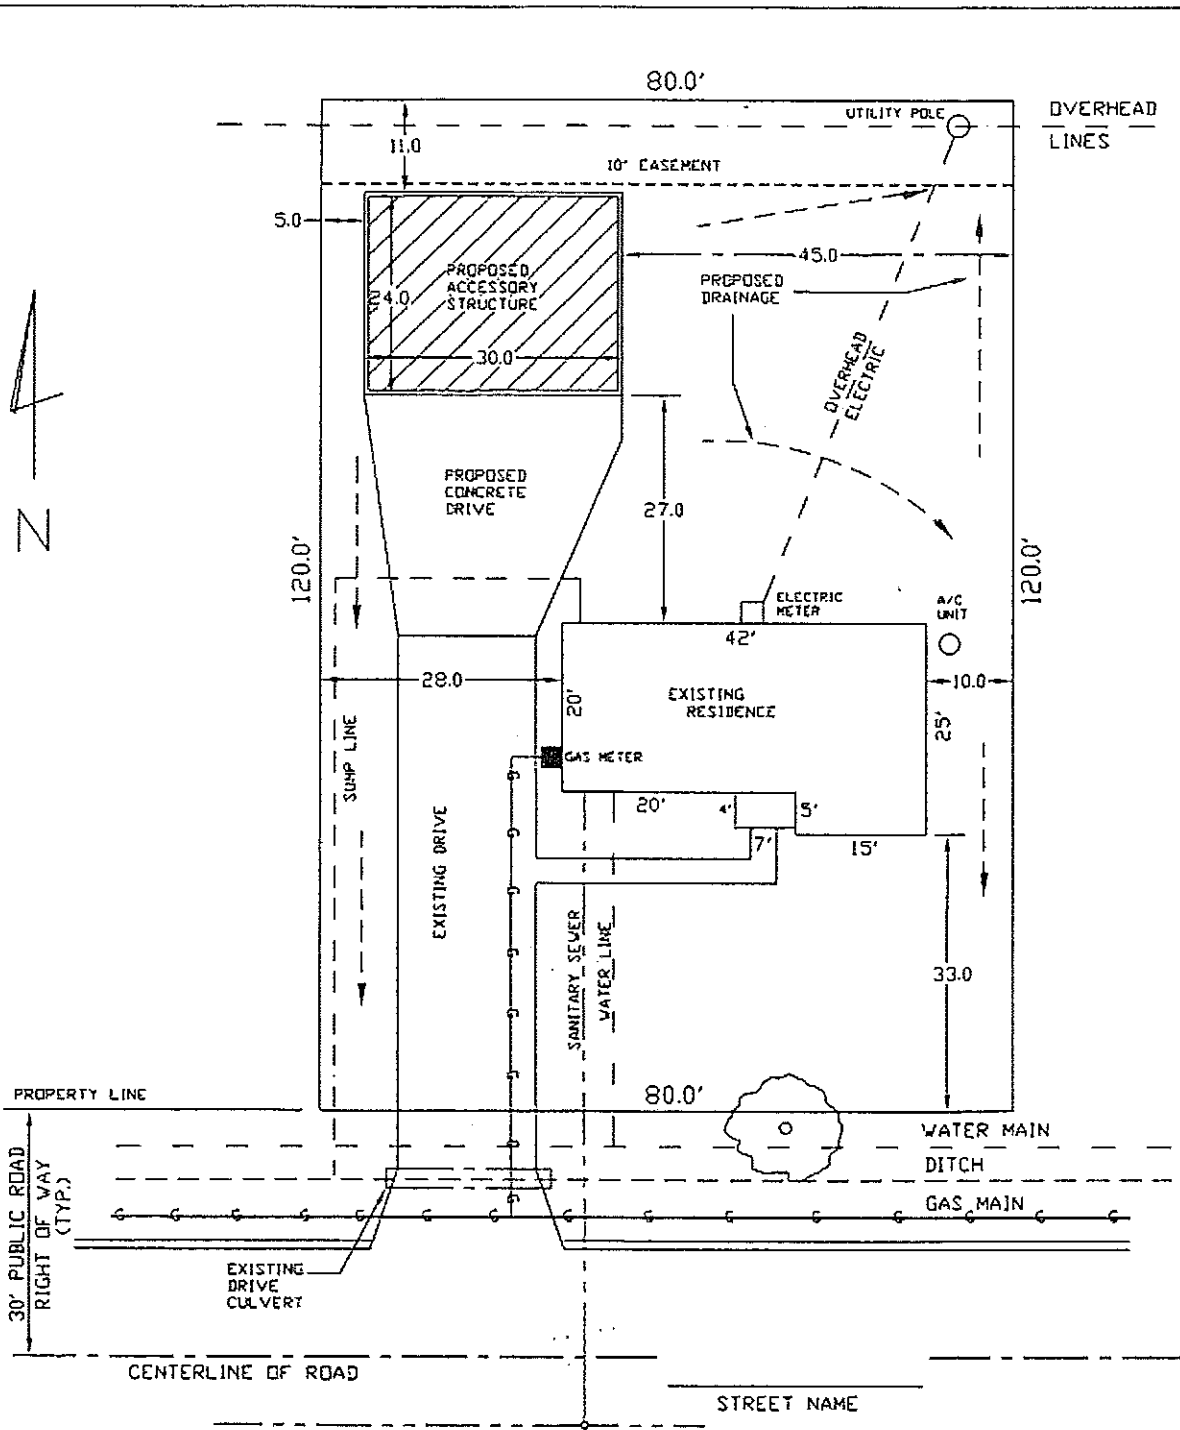 80.0'
UTILITY POLE
OVERHEAD
LINES
11.0
10' EASEMENT
5.0
45.0
PROPOSED
ACCESSORY
STRUCTURE
24.0
PROPOSED
DRAINAGE
30.0
OVERHEAD
ELECTRIC
PROPOSED
CONCRETE
DRIVE
27.0
N
120.0'
120.0'
ELECTRIC
METER
A/C
UNIT
42'
28.0
10.0
EXISTING
RESIDENCE
20'
25'
SUMP LINE
GAS METER
G
20'
4'
5'
G
7'
15'
EXISTING DRIVE
G
G
SANITARY SEWER
WATER LINE
33.0
G
G
PROPERTY LINE
80.0'
WATER MAIN
DITCH
G
GAS MAIN
G G G G G G G G G G G G G
30' PUBLIC ROAD
RIGHT OF WAY
(TYP.)
EXISTING
DRIVE
CULVERT
CENTERLINE OF ROAD
STREET NAME